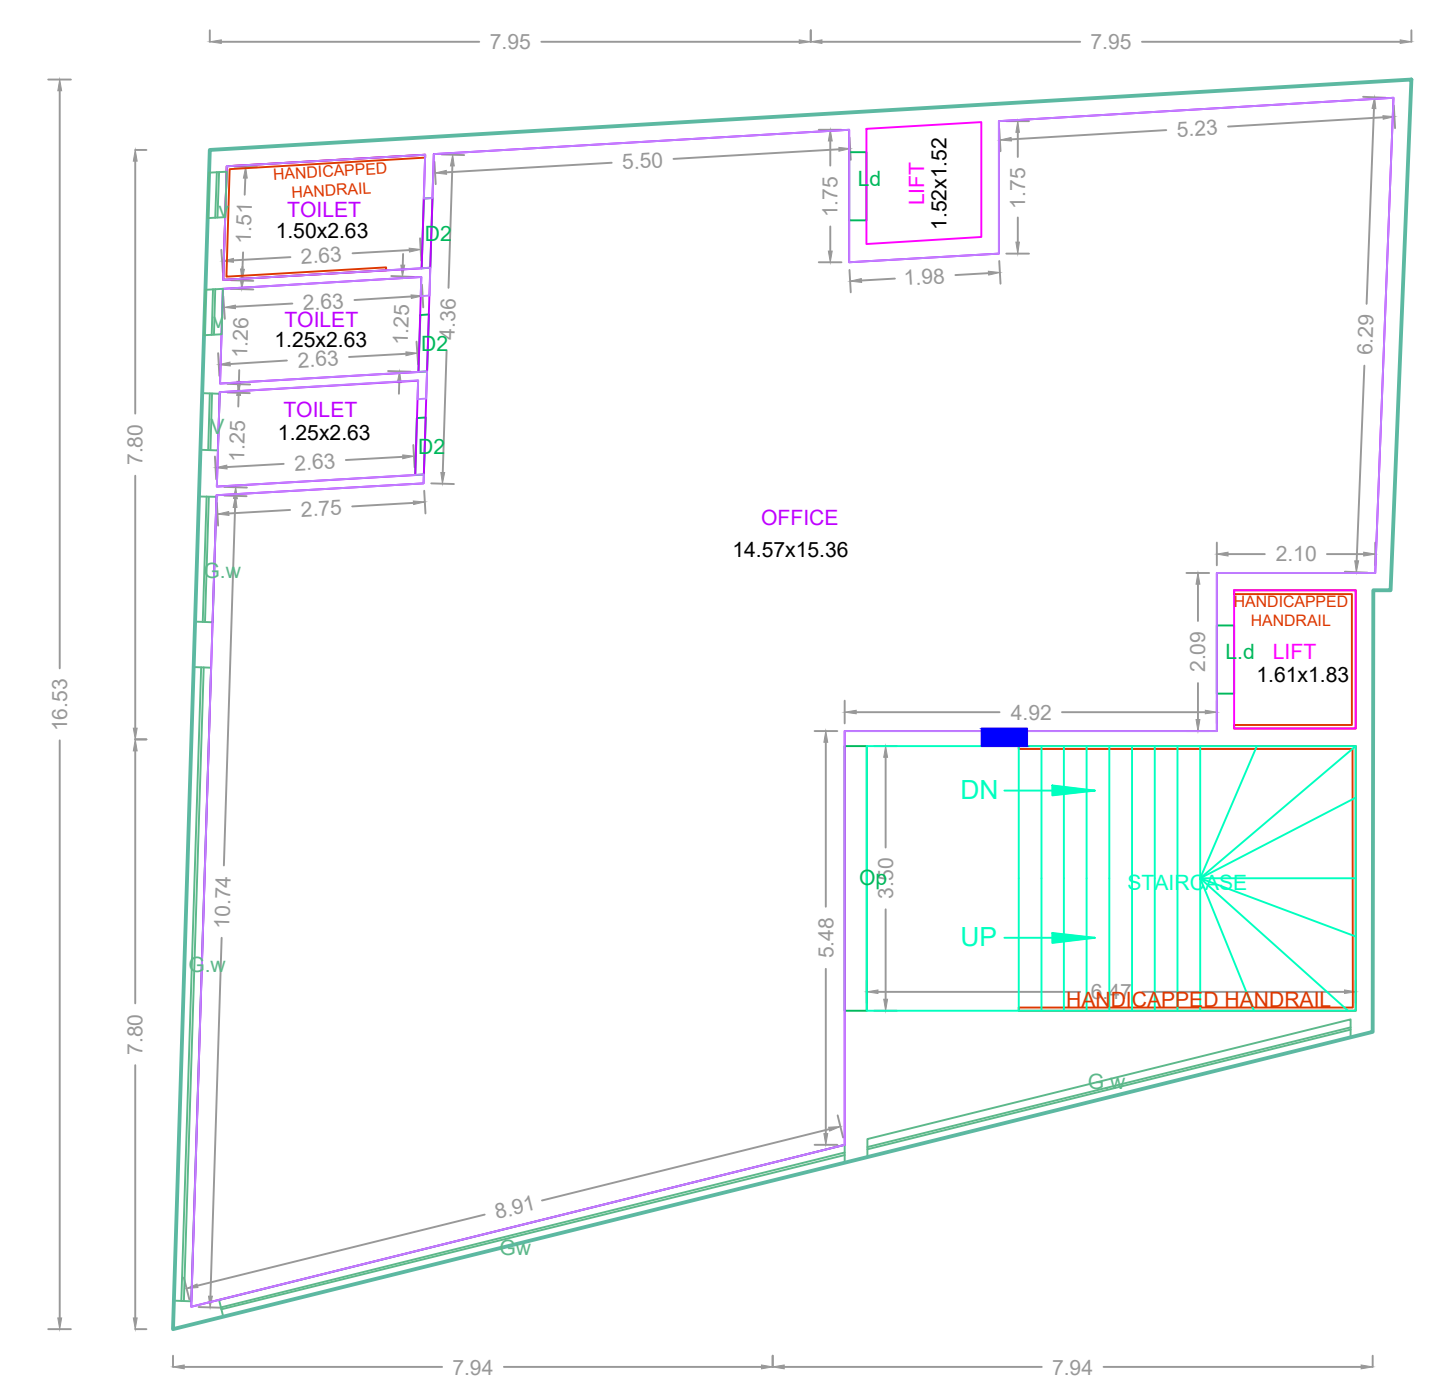 7.95
7.95
5.23
5.50
HANDICAPPED
HANDRAIL
TOILET
1.50x2.63
1.51
2.63
V
D2
Ld
LIFT
1.52x1.52
1.75
1.75
1.98
2.63
TOILET
1.25x2.63
1.26
1.25
2.63
V
D2
4.36
6.29
TOILET
1.25x2.63
1.25
2.63
V
D2
2.75
7.80
16.53
OFFICE
14.57x15.36
G.w
2.10
HANDICAPPED
HANDRAIL
L.d
LIFT
1.61x1.83
2.09
4.92
DN
STAIRCASE
Op
3.50
UP
6.47
HANDICAPPED HANDRAIL
10.74
5.48
G.w
7.80
G.w
8.91
Gw
7.94
7.94